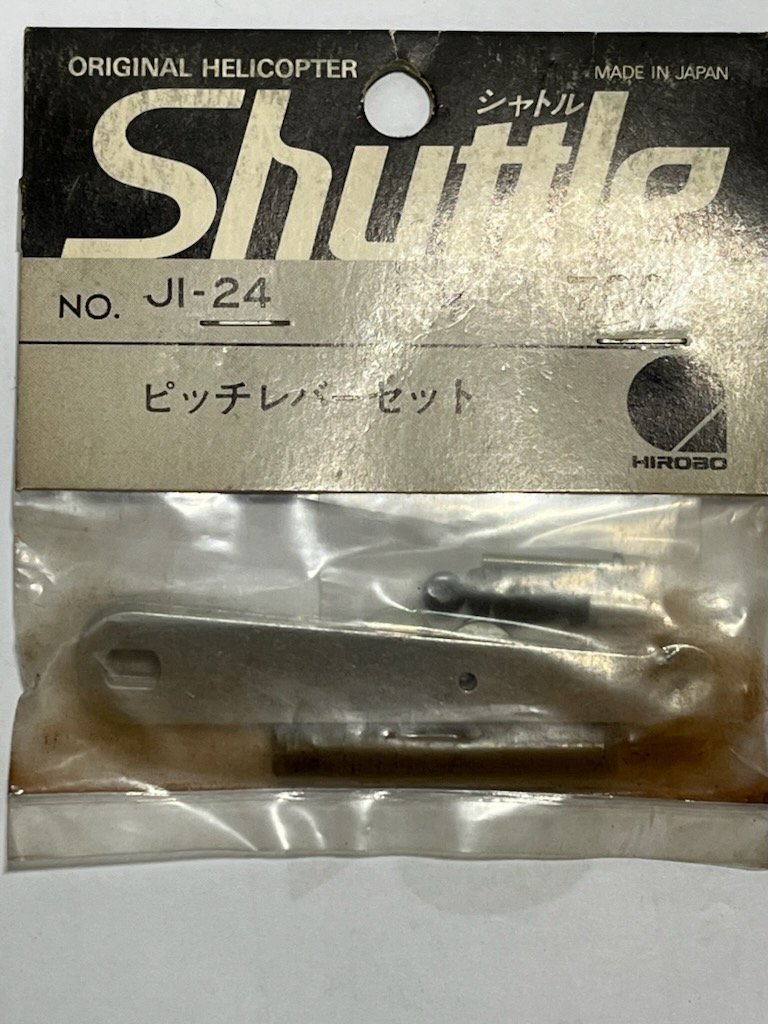 ORIGINAL HELICOPTER
MADE IN JAPAN
シャトル
Shuttle
NO. JI-24
ピッチレバーセット
HIROBO